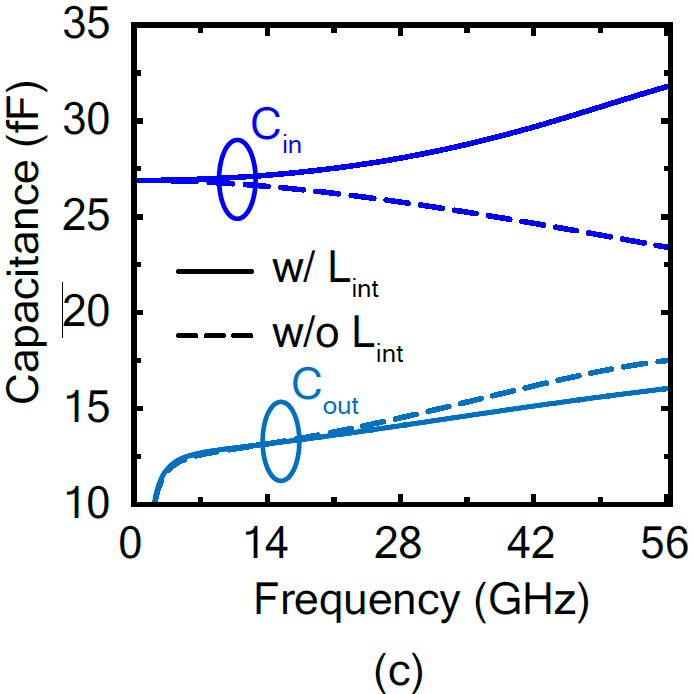 35
30
25
20
15
10
Capacitance (fF)
C_in
w/ L_int
w/o L_int
C_out
0 14 28 42 56
Frequency (GHz)
(c)